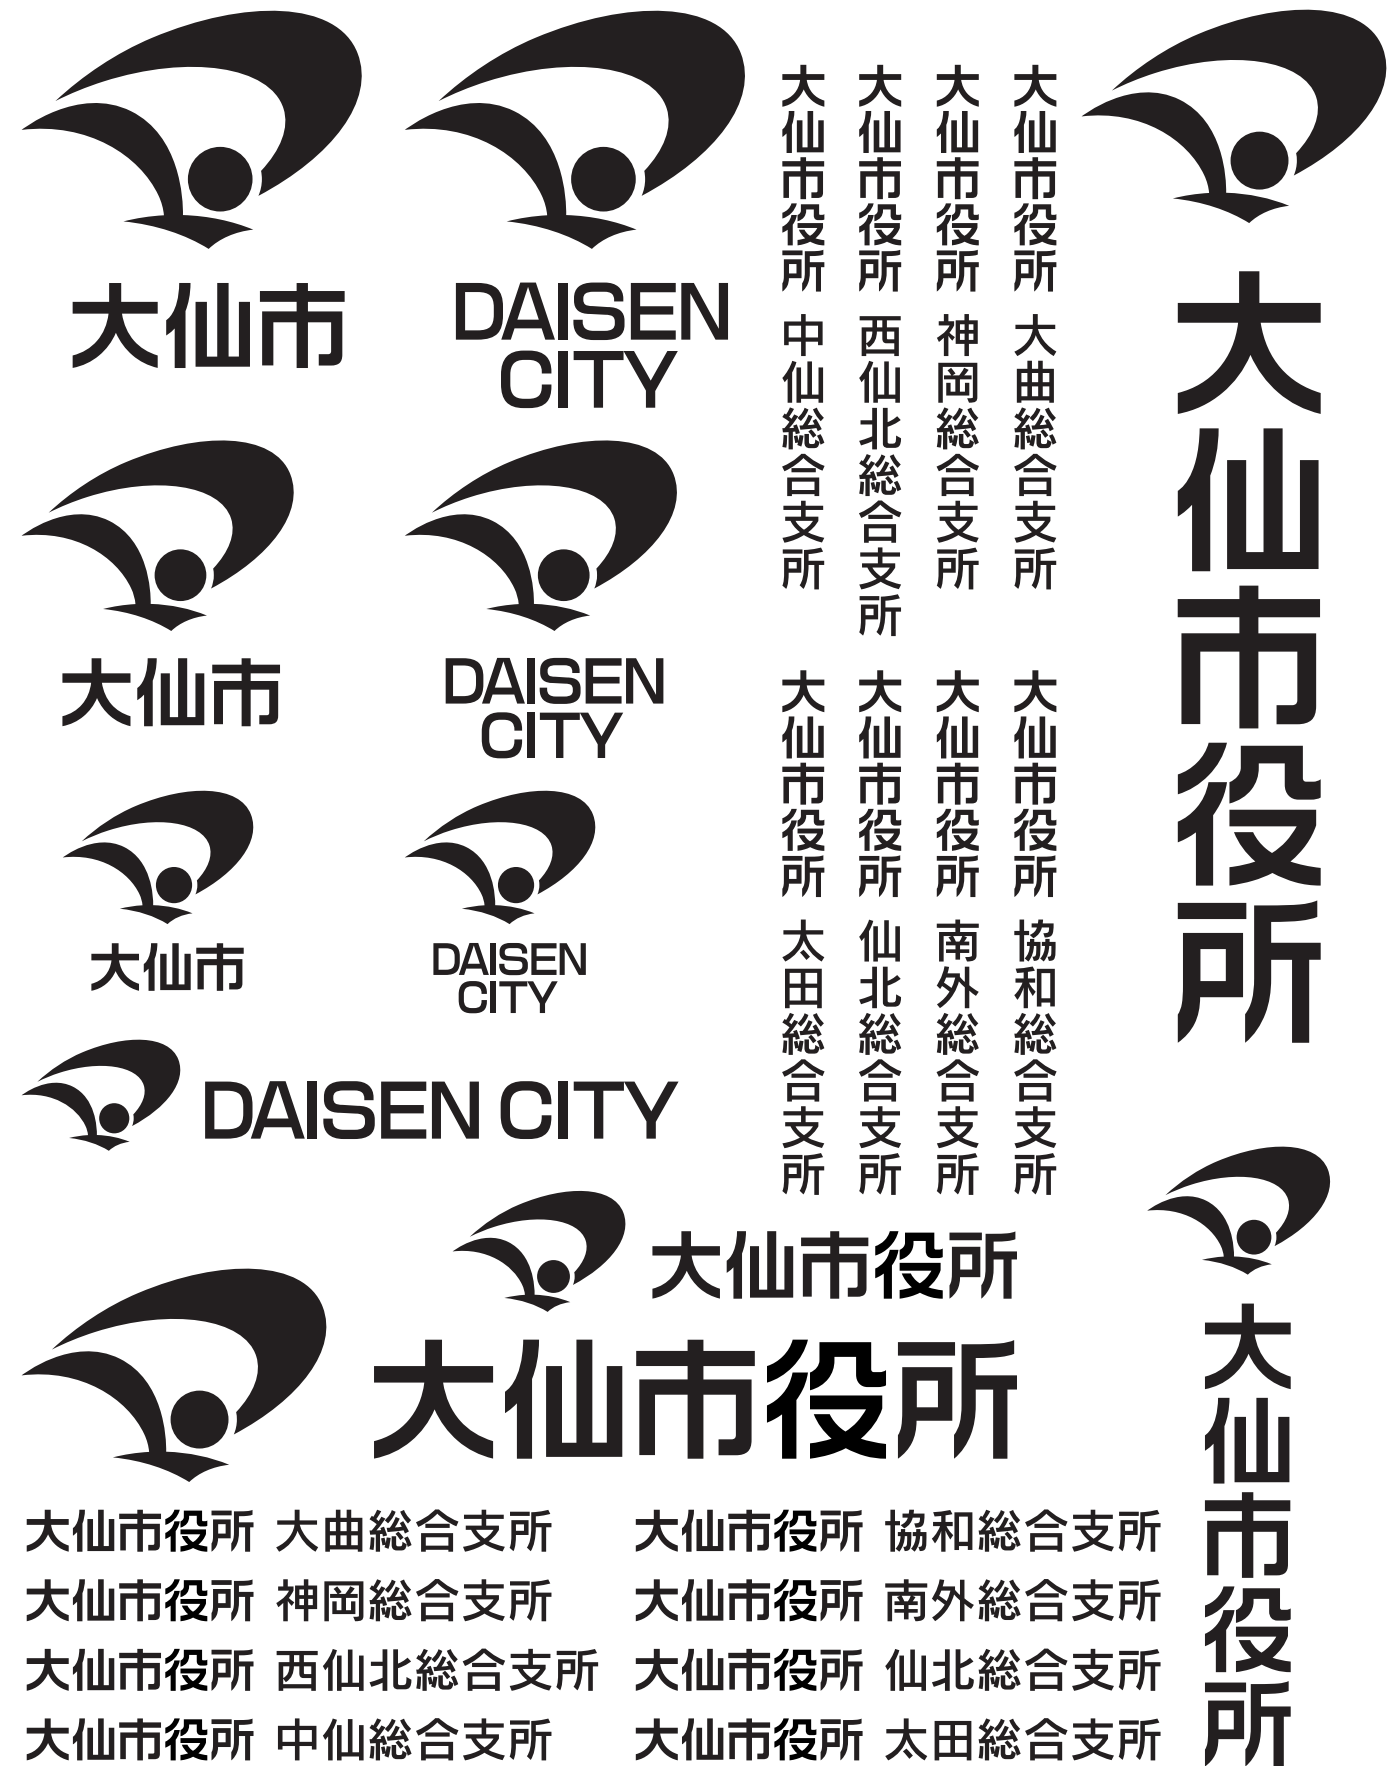 大仙市
DAISEN
CITY
大仙市
DAISEN
CITY
大仙市
DAISEN
CITY
DAISEN CITY
大仙市役所 大曲総合支所
大仙市役所 神岡総合支所
大仙市役所 西仙北総合支所
大仙市役所 中仙総合支所
大仙市役所 協和総合支所
大仙市役所 南外総合支所
大仙市役所 仙北総合支所
大仙市役所 太田総合支所
大仙市役所
大仙市役所
大仙市役所
大仙市役所
大仙市役所 大曲総合支所
大仙市役所 神岡総合支所
大仙市役所 西仙北総合支所
大仙市役所 中仙総合支所
大仙市役所 協和総合支所
大仙市役所 南外総合支所
大仙市役所 仙北総合支所
大仙市役所 太田総合支所